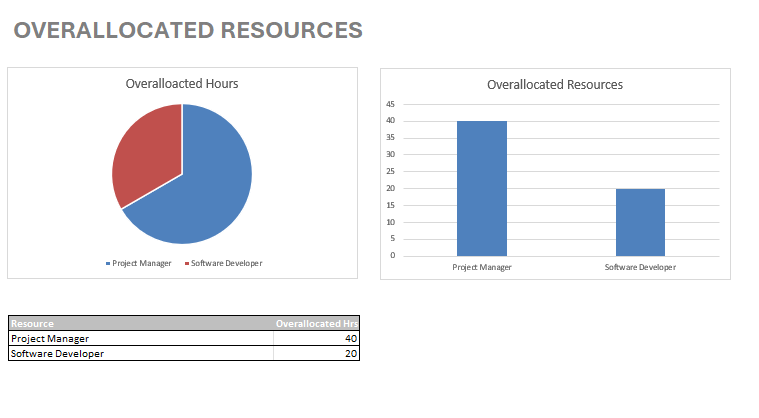 OVERALLOCATED RESOURCES
Overalloacted Hours
Project Manager
Software Developer
Overallocated Resources
45
40
35
30
25
20
15
10
5
0
Project Manager
Software Developer
Resource Overallocated Hrs
Project Manager 40
Software Developer 20